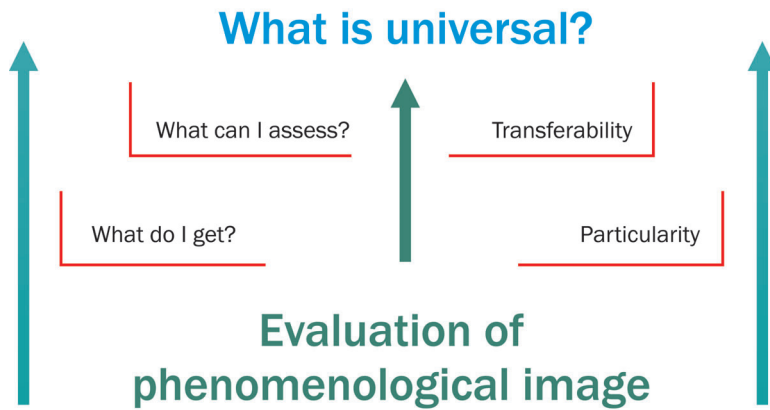 What is universal?
What can I assess?
Transferability
What do I get?
Particularity
Evaluation of
phenomenological image